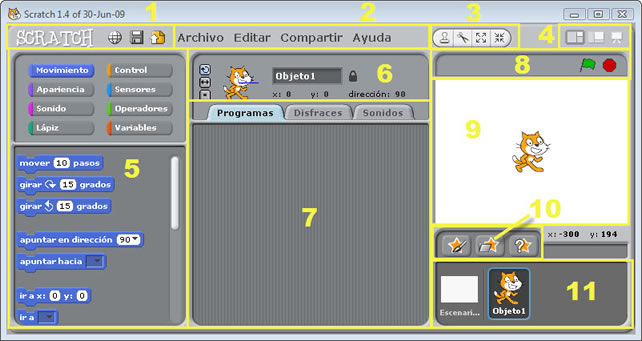 Scratch 1.4 of 30-Jun-09
1
2
3
4
SCRATCH
Archivo Editar Compartir Ayuda
Movimiento Control
Apariencia Sensores
Sonido Operadores
Lápiz Variables
Objeto1
6
x: 0 y: 0 dirección: 90
8
Programas Disfraces Sonidos
9
5
mover 10 pasos
girar 15 grados
girar 15 grados
apuntar en dirección 90
apuntar hacia
ir a x: 0 y: 0
ir a
7
10
x: -300 y: 194
11
Escenari... Objeto1